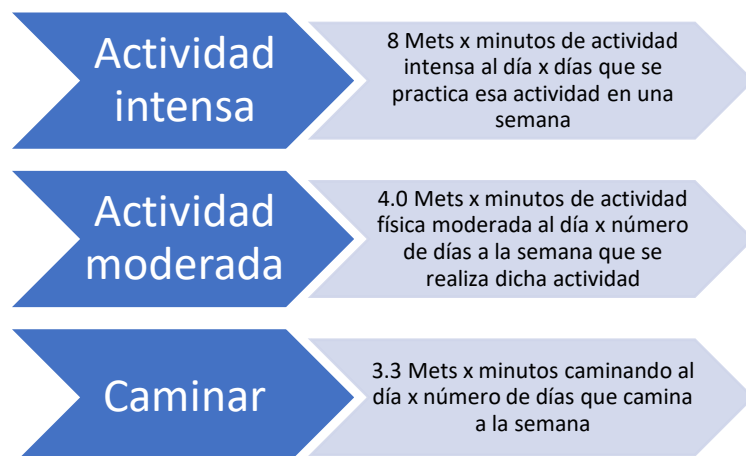 Actividad
intensa
8 Mets x minutos de actividad
intensa al día x días que se
practica esa actividad en una
semana
Actividad
moderada
4.0 Mets x minutos de actividad
física moderada al día x número
de días a la semana que se
realiza dicha actividad
Caminar
3.3 Mets x minutos caminando al
día x número de días que camina
a la semana